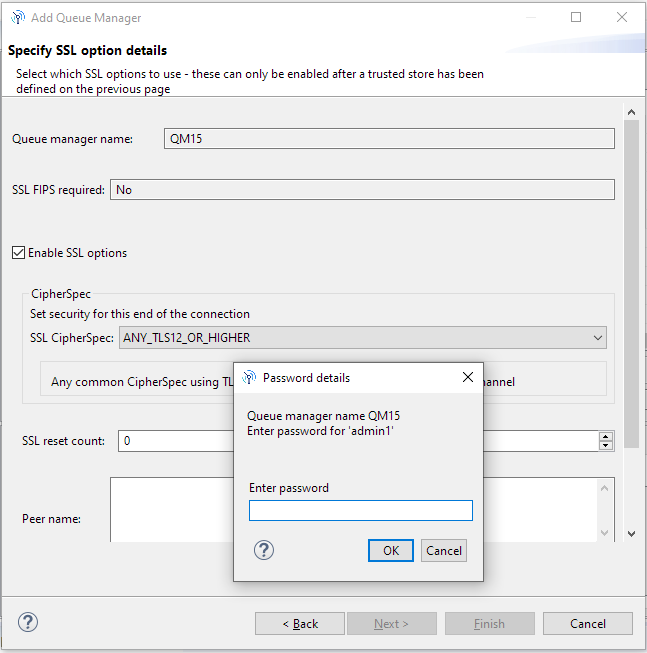 Add Queue Manager
Specify SSL option details
Select which SSL options to use - these can only be enabled after a trusted store has been
defined on the previous page
Queue manager name: QM15
SSL FIPS required: No
Enable SSL options
CipherSpec
Set security for this end of the connection
SSL CipherSpec: ANY_TLS12_OR_HIGHER
Any common CipherSpec using TL
annel
SSL reset count: 0
Peer name:
Password details
Queue manager name QM15
Enter password for 'admin1'
Enter password
? OK Cancel
? < Back Next > Finish Cancel